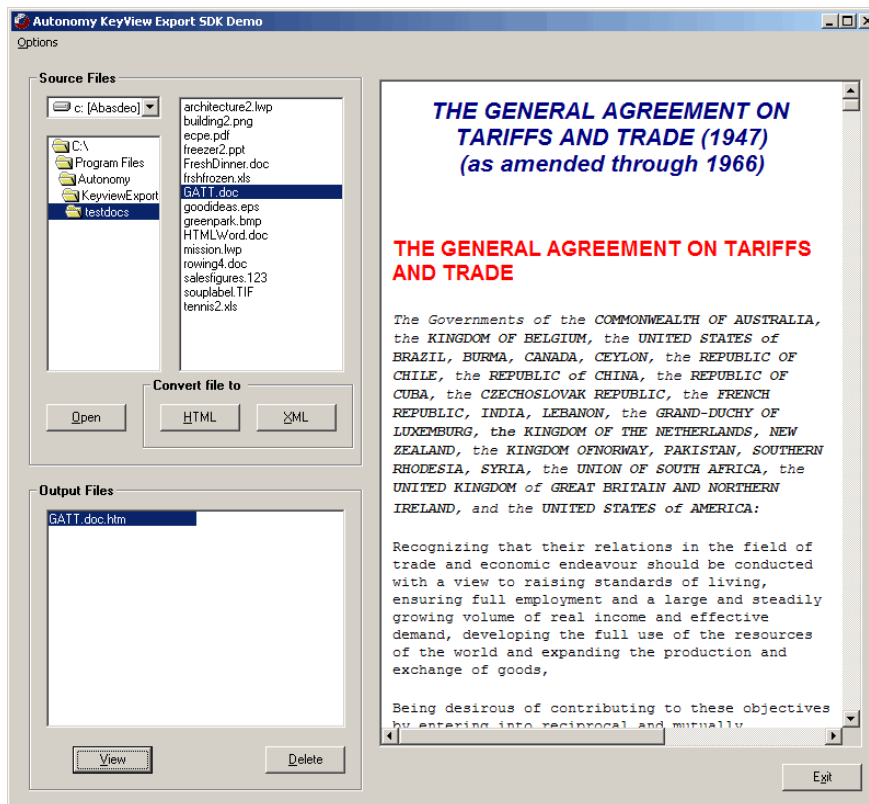 Autonomy KeyView Export SDK Demo
Options
Source Files
c: [Abasdeo]
C:\
Program Files
Autonomy
KeyviewExport
testdocs
architecture2.lwp
building2.png
ecpe.pdf
freezer2.ppt
FreshDinner.doc
frshfrozen.xls
GATT.doc
goodideas.eps
greenpark.bmp
HTMLWord.doc
mission.lwp
rowing4.doc
salesfigures.123
souplabel.TIF
tennis2.xls
Convert file to
Open
HTML
XML
Output Files
GATT.doc.htm
View
Delete
THE GENERAL AGREEMENT ON
TARIFFS AND TRADE (1947)
(as amended through 1966)
THE GENERAL AGREEMENT ON TARIFFS
AND TRADE
The Governments of the COMMONWEALTH OF AUSTRALIA,
the KINGDOM OF BELGIUM, the UNITED STATES of
BRAZIL, BURMA, CANADA, CEYLON, the REPUBLIC OF
CHILE, the REPUBLIC of CHINA, the REPUBLIC OF
CUBA, the CZECHOSLOVAK REPUBLIC, the FRENCH
REPUBLIC, INDIA, LEBANON, the GRAND-DUCHY OF
LUXEMBURG, the KINGDOM OF THE NETHERLANDS, NEW
ZEALAND, the KINGDOM OFNORWAY, PAKISTAN, SOUTHERN
RHODESIA, SYRIA, the UNION OF SOUTH AFRICA, the
UNITED KINGDOM of GREAT BRITAIN AND NORTHERN
IRELAND, and the UNITED STATES of AMERICA:
Recognizing that their relations in the field of
trade and economic endeavour should be conducted
with a view to raising standards of living,
ensuring full employment and a large and steadily
growing volume of real income and effective
demand, developing the full use of the resources
of the world and expanding the production and
exchange of goods,
Being desirous of contributing to these objectives
by entering into reciprocal and mutually
Exit